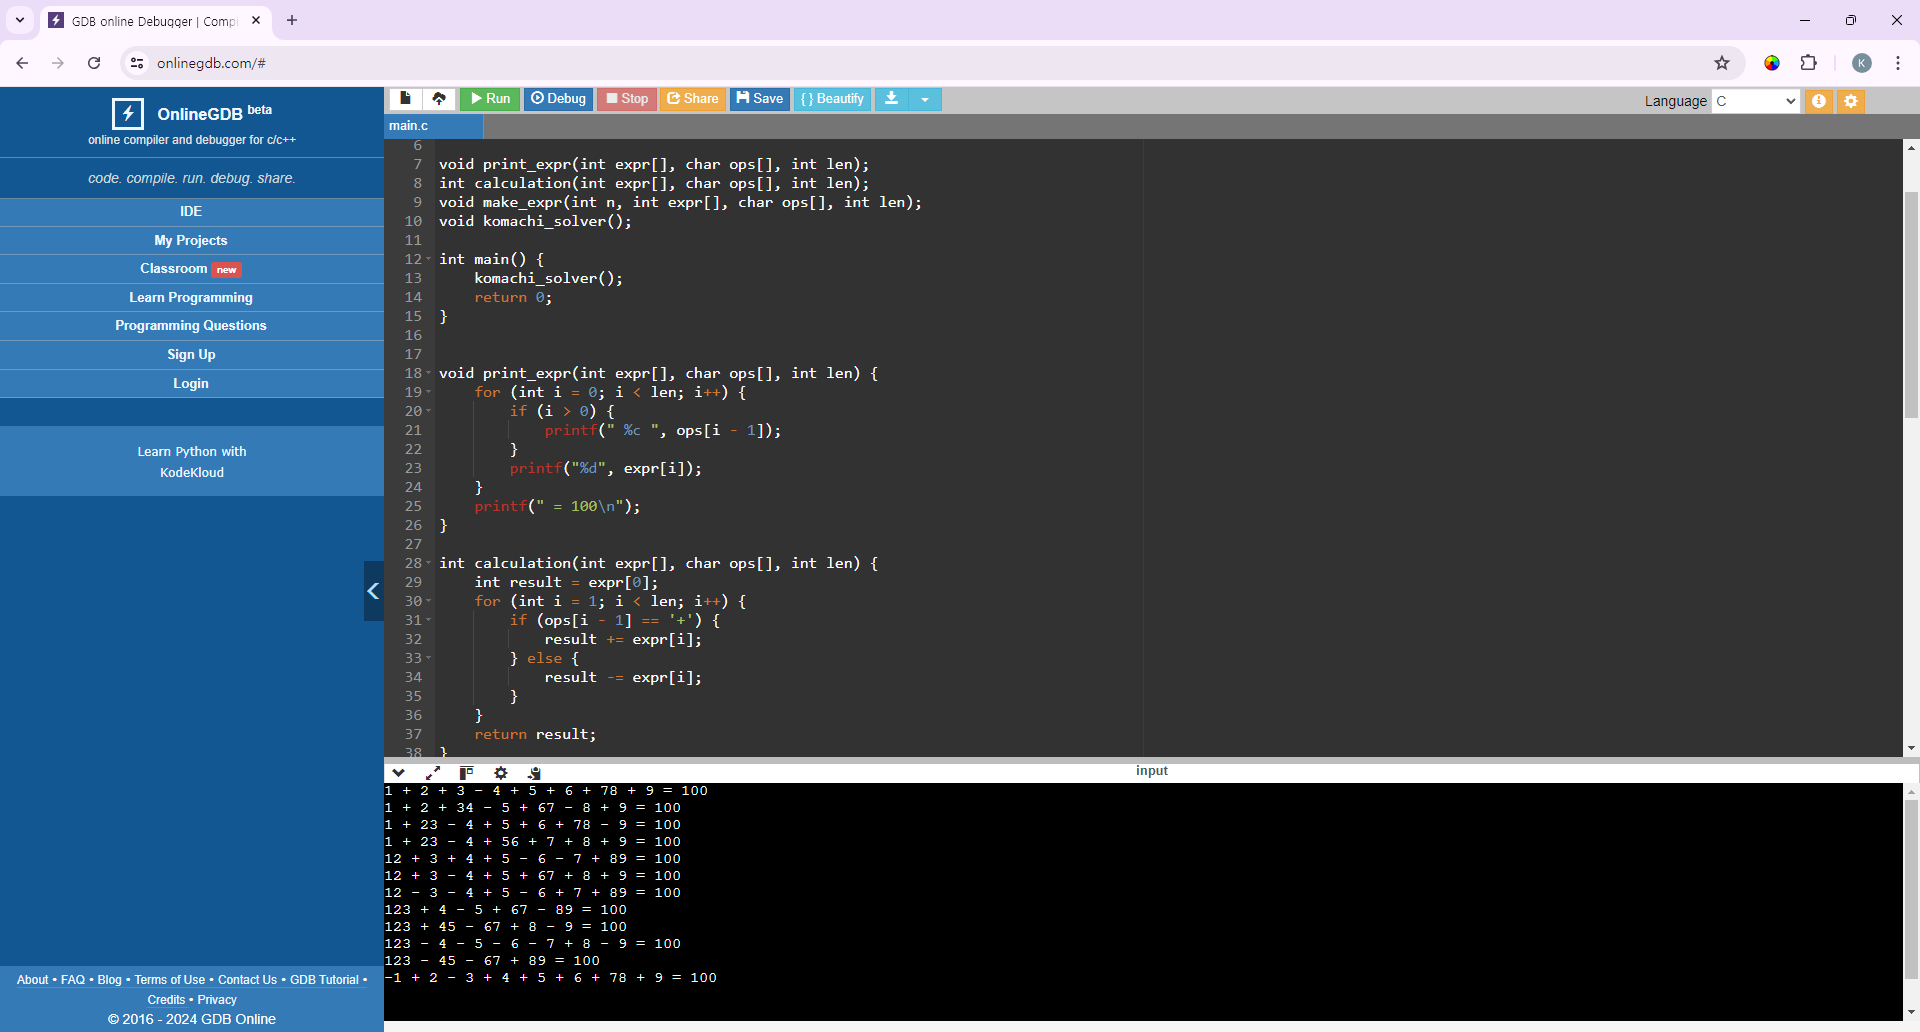 GDB online Debugger | Comp
onlinegdb.com/#
K
OnlineGDB beta
online compiler and debugger for c/c++
code. compile. run. debug. share.
IDE
My Projects
Classroom new
Learn Programming
Programming Questions
Sign Up
Login
Learn Python with
KodeKloud
About • FAQ • Blog • Terms of Use • Contact Us • GDB Tutorial •
Credits • Privacy
© 2016 - 2024 GDB Online
Run Debug Stop Share Save { } Beautify
Language C
main.c
6
7 void print_expr(int expr[], char ops[], int len);
8 int calculation(int expr[], char ops[], int len);
9 void make_expr(int n, int expr[], char ops[], int len);
10 void komachi_solver();
11
12 int main() {
13     komachi_solver();
14     return 0;
15 }
16
17
18 void print_expr(int expr[], char ops[], int len) {
19     for (int i = 0; i < len; i++) {
20         if (i > 0) {
21             printf(" %c ", ops[i - 1]);
22         }
23         printf("%d", expr[i]);
24     }
25     printf(" = 100\n");
26 }
27
28 int calculation(int expr[], char ops[], int len) {
29     int result = expr[0];
30     for (int i = 1; i < len; i++) {
31         if (ops[i - 1] == '+') {
32             result += expr[i];
33         } else {
34             result -= expr[i];
35         }
36     }
37     return result;
38 }
input
1 + 2 + 3 - 4 + 5 + 6 + 78 + 9 = 100
1 + 2 + 34 - 5 + 67 - 8 + 9 = 100
1 + 23 - 4 + 5 + 6 + 78 - 9 = 100
1 + 23 - 4 + 56 + 7 + 8 + 9 = 100
12 + 3 + 4 + 5 - 6 - 7 + 89 = 100
12 + 3 - 4 + 5 + 67 + 8 + 9 = 100
12 - 3 - 4 + 5 - 6 + 7 + 89 = 100
123 + 4 - 5 + 67 - 89 = 100
123 + 45 - 67 + 8 - 9 = 100
123 - 4 - 5 - 6 - 7 + 8 - 9 = 100
123 - 45 - 67 + 89 = 100
-1 + 2 - 3 + 4 + 5 + 6 + 78 + 9 = 100